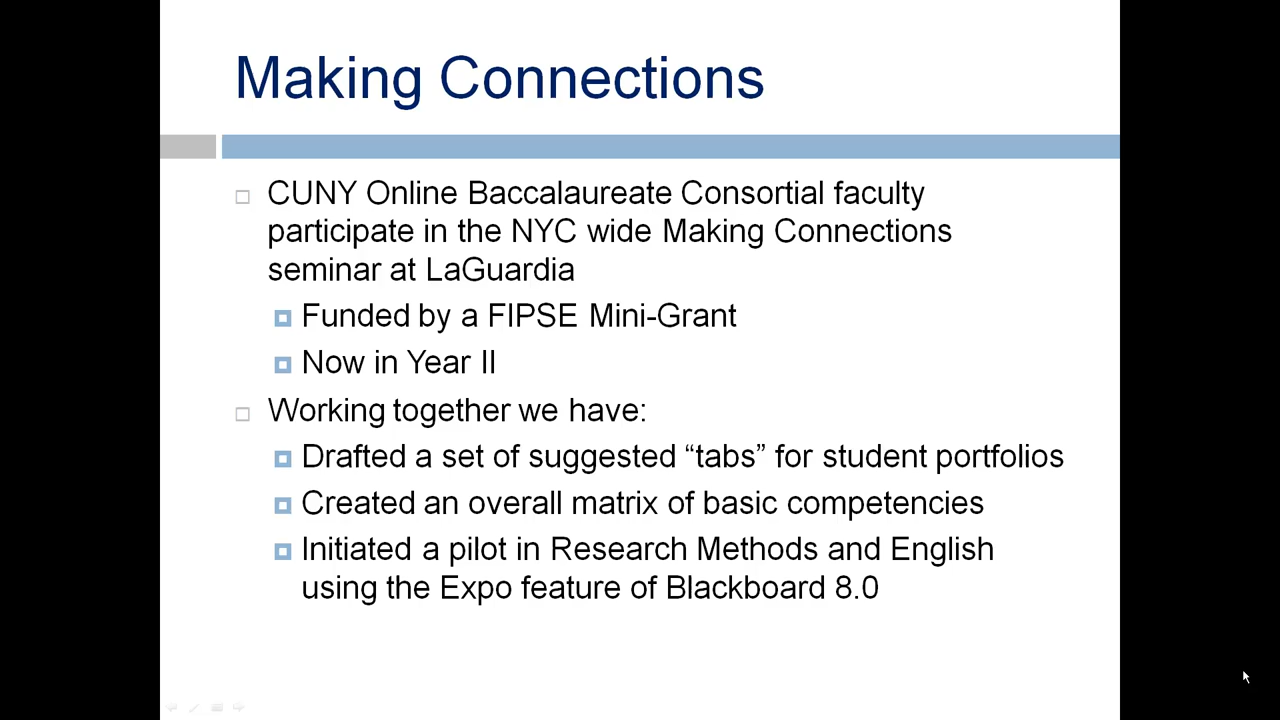 Making Connections
CUNY Online Baccalaureate Consortial faculty
participate in the NYC wide Making Connections
seminar at LaGuardia
Funded by a FIPSE Mini-Grant
Now in Year II
Working together we have:
Drafted a set of suggested “tabs” for student portfolios
Created an overall matrix of basic competencies
Initiated a pilot in Research Methods and English
using the Expo feature of Blackboard 8.0